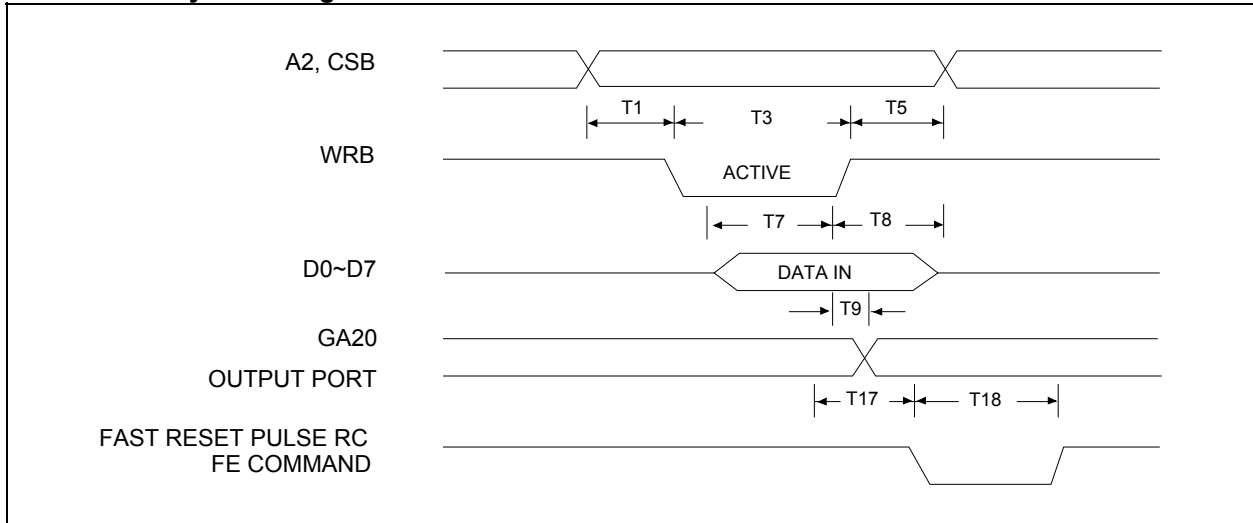 A2, CSB
T1
T3
T5
WRB
ACTIVE
T7
T8
D0~D7
DATA IN
T9
GA20
OUTPUT PORT
T17
T18
FAST RESET PULSE RC
FE COMMAND